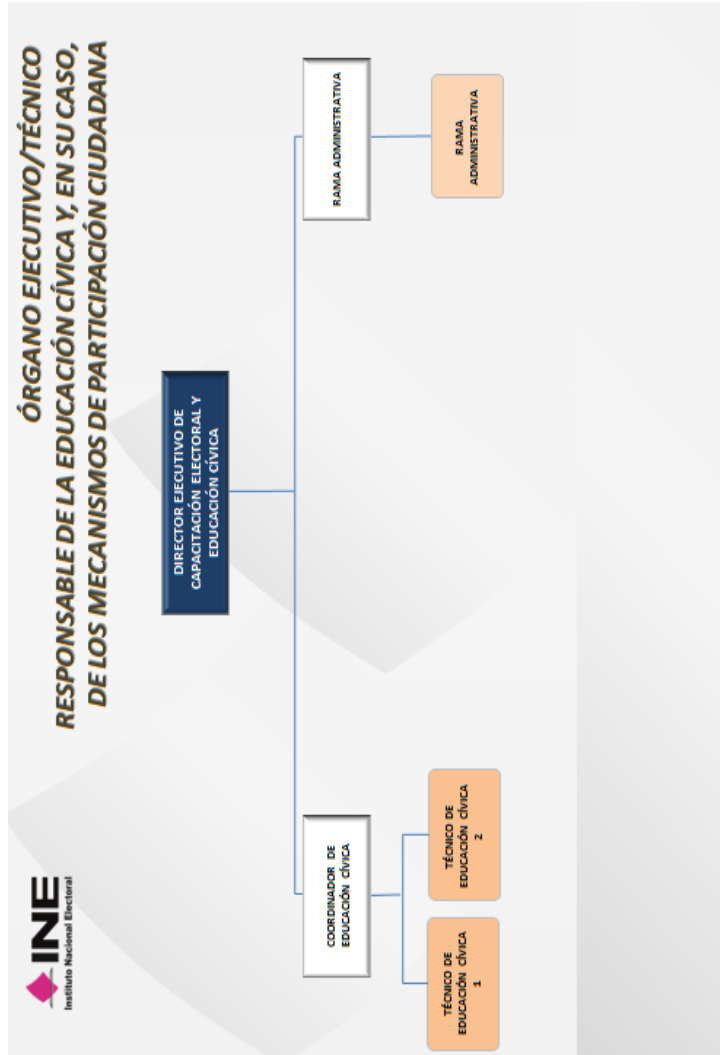 INE
Instituto Nacional Electoral
ÓRGANO EJECUTIVO/TÉCNICO
RESPONSABLE DE LA EDUCACIÓN CÍVICA Y, EN SU CASO,
DE LOS MECANISMOS DE PARTICIPACIÓN CIUDADANA
DIRECTOR EJECUTIVO DE
CAPACITACIÓN ELECTORAL Y
EDUCACIÓN CÍVICA
COORDINADOR DE
EDUCACIÓN CÍVICA
RAMA ADMINISTRATIVA
TÉCNICO DE
EDUCACIÓN CÍVICA
1
TÉCNICO DE
EDUCACIÓN CÍVICA
2
RAMA
ADMINISTRATIVA